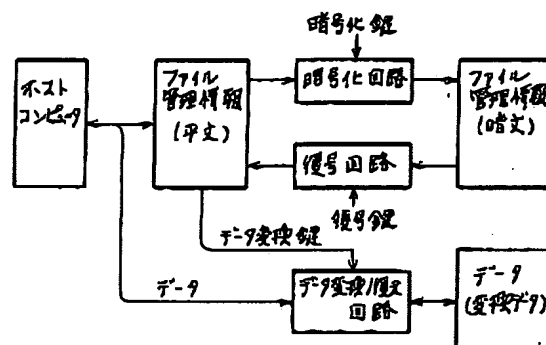 暗号化鍵
ホスト
コンピュータ
ファイル
管理情報
(平文)
暗号化回路
ファイル
管理情報
(暗文)
復号回路
復号鍵
データ変換鍵
データ
データ変換/復元
回路
データ
(変換データ)